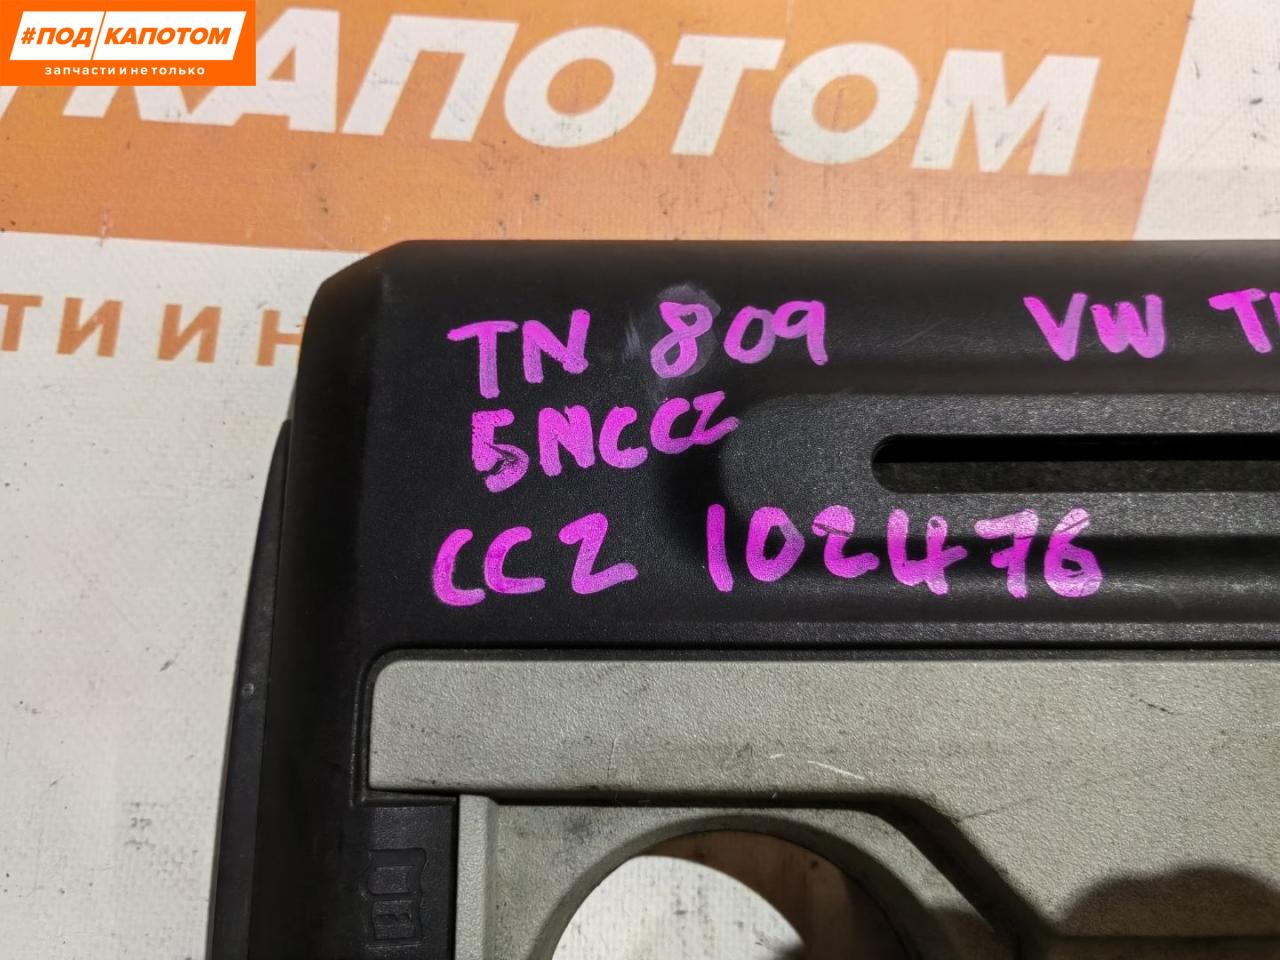 #ПОД КАПОТОМ
запчасти и не только
КАПОТОМ
ТИ И Н
TN 809
VW T
5NCCZ
CCZ 102476